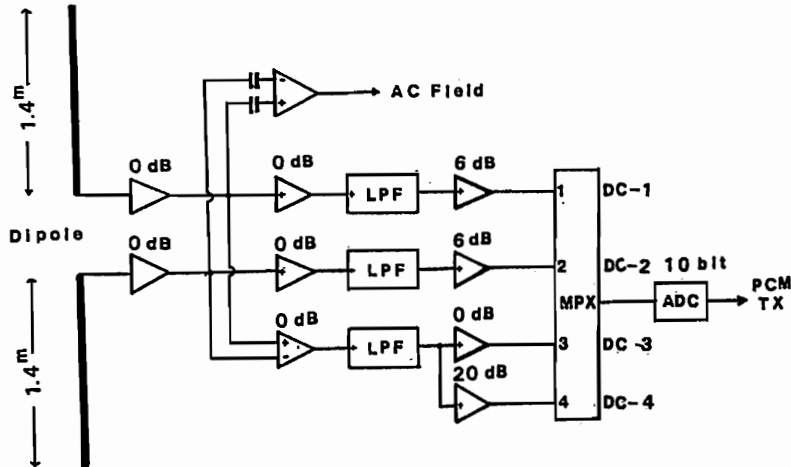 1.4m
- +
AC Field
0 dB
0 dB
6 dB
+
LPF
+
1
DC-1
Dipole
0 dB
0 dB
6 dB
+
LPF
+
2
DC-2
10 bit
MPX
ADC
PCM
TX
0 dB
0 dB
+
-
LPF
+
3
DC-3
1.4m
20 dB
+
4
DC-4